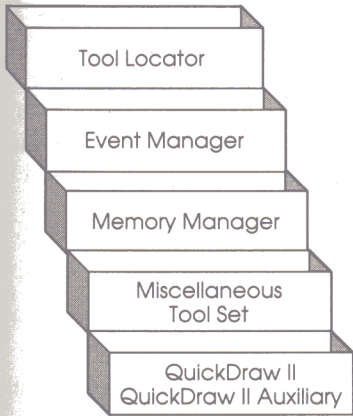 Tool Locator
Event Manager
Memory Manager
Miscellaneous
Tool Set
QuickDraw II
QuickDraw II Auxiliary